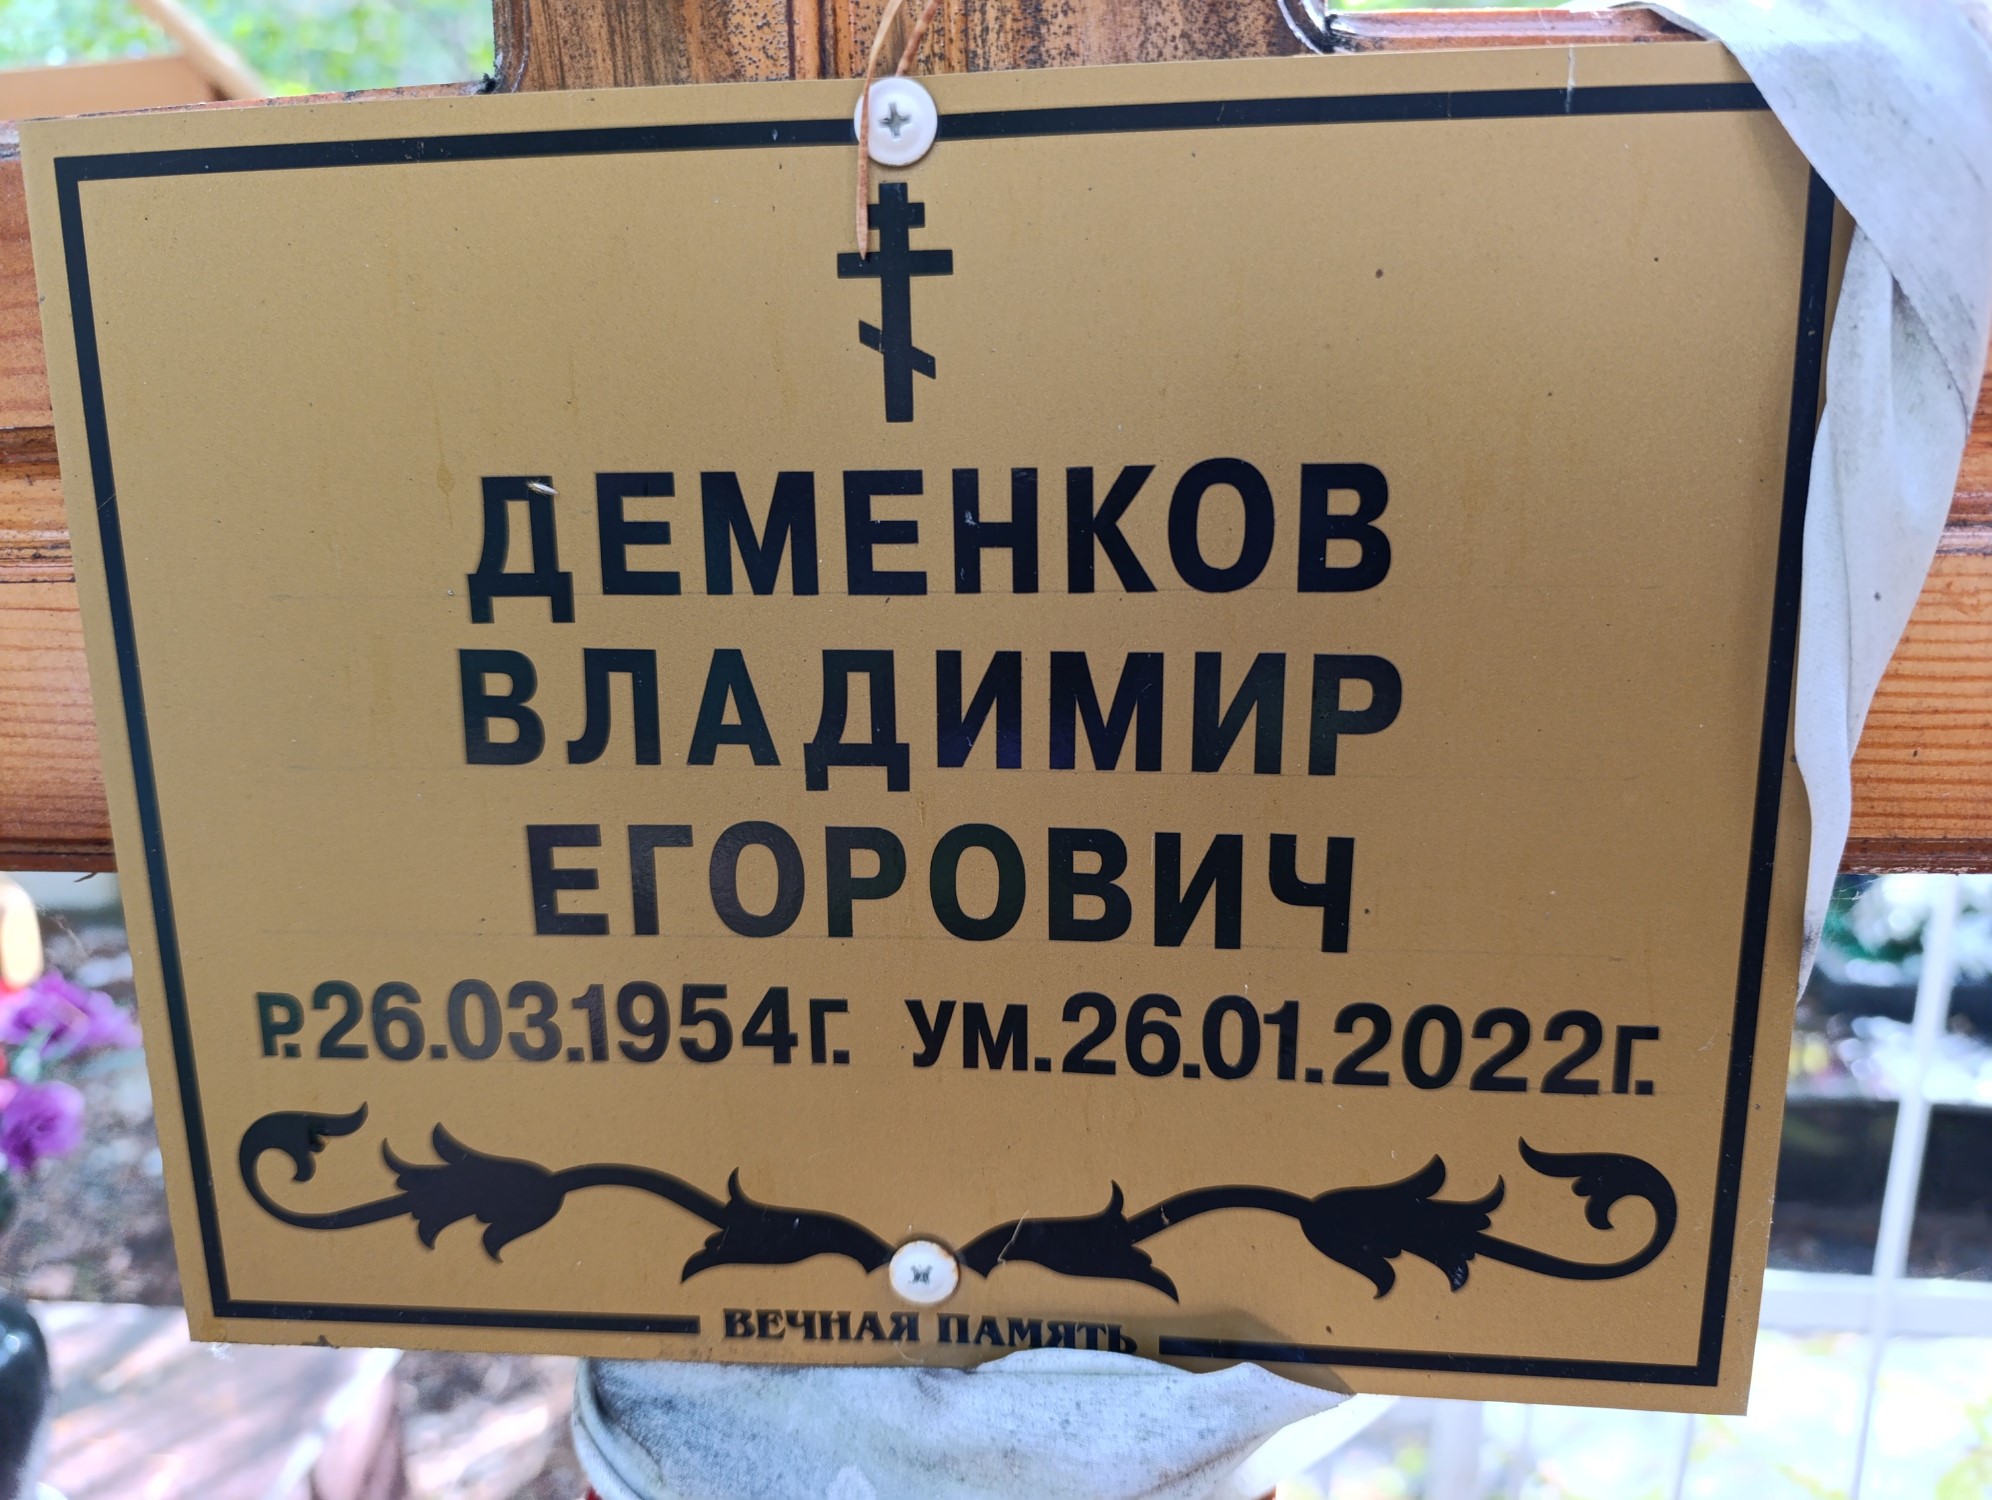 ДЕМЕНКОВ
ВЛАДИМИР
ЕГОРОВИЧ
Р.26.03.1954Г. УМ.26.01.2022Г.
ВЕЧНАЯ ПАМЯТЬ